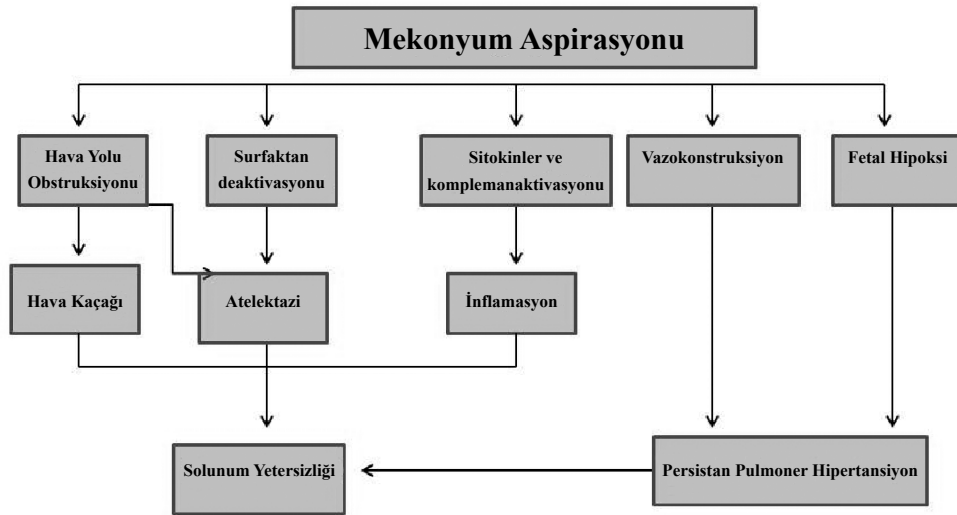 Mekonyum Aspirasyonu
Hava Yolu
Obstruksiyonu
Surfaktan
deaktivasyonu
Sitokinler ve
komplemanaktivasyonu
Vazokonstruksiyon
Fetal Hipoksi
Hava Kaçağı
Atelektazi
İnflamasyon
Solunum Yetersizliği
Persistan Pulmoner Hipertansiyon